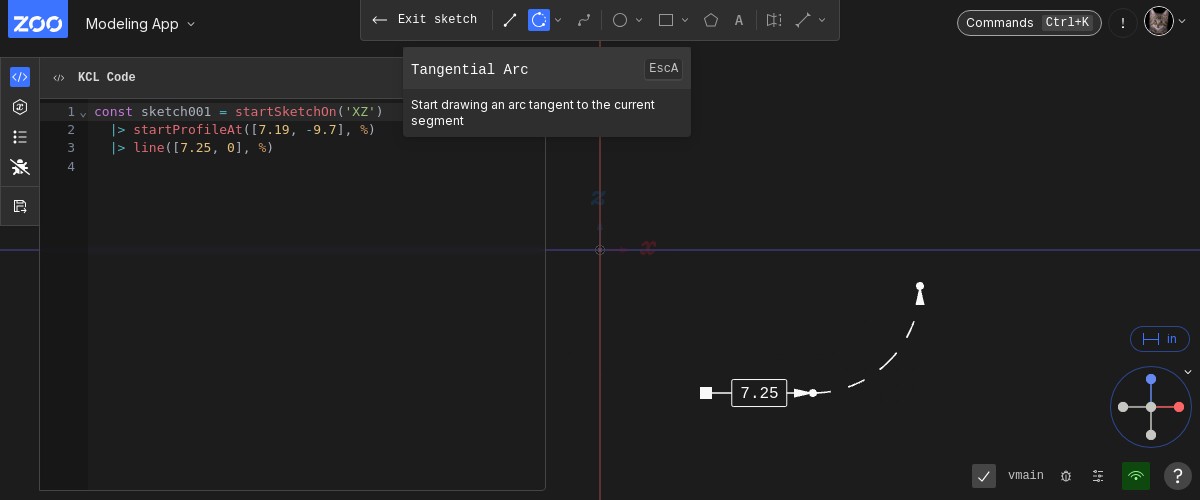 ZOO
Modeling App
Exit sketch
A
Commands Ctrl+K
!
KCL Code
Tangential Arc
EscA
Start drawing an arc tangent to the current
segment
1 const sketch001 = startSketchOn('XZ')
2 |> startProfileAt([7.19, -9.7], %)
3 |> line([7.25, 0], %)
4
z
x
7.25
in
vmain
?